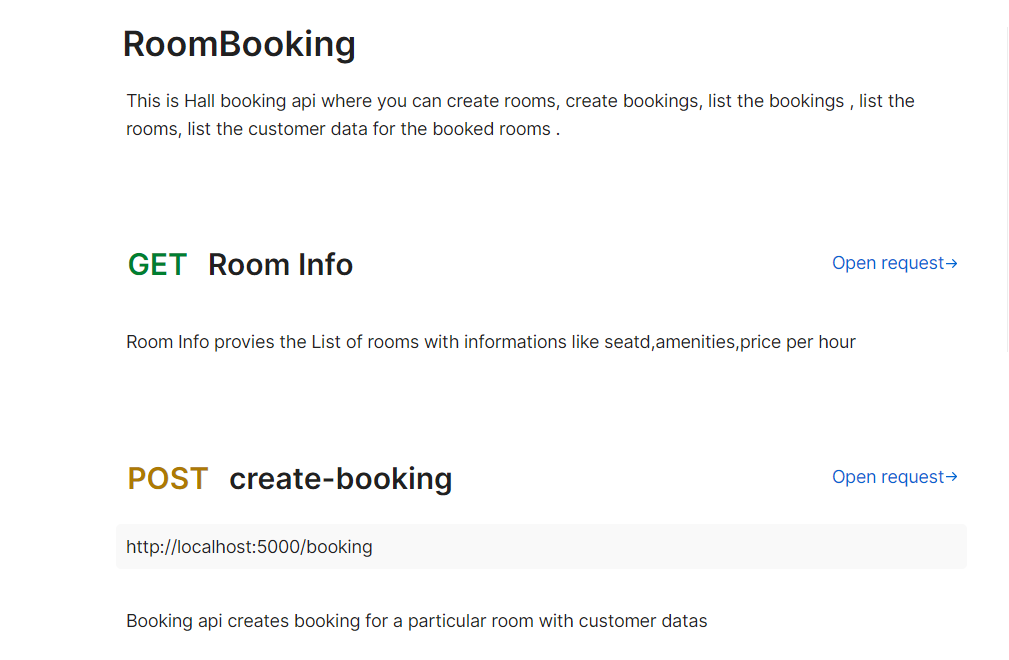 RoomBooking
This is Hall booking api where you can create rooms, create bookings, list the bookings , list the
rooms, list the customer data for the booked rooms .
GET Room Info
Open request→
Room Info provies the List of rooms with informations like seatd,amenities,price per hour
POST create-booking
Open request→
http://localhost:5000/booking
Booking api creates booking for a particular room with customer datas